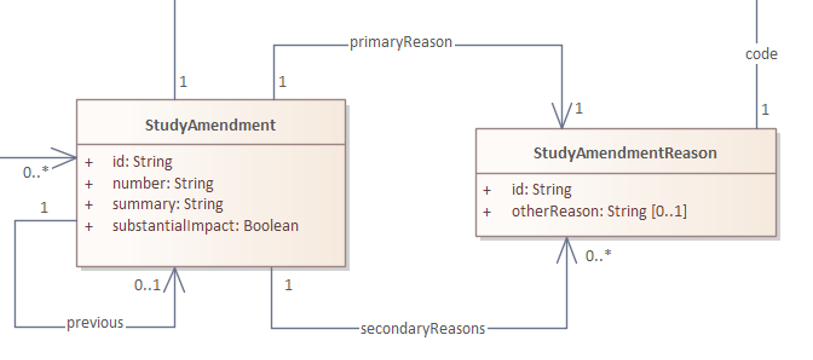 primaryReason
code
1
1
1
1
StudyAmendment
StudyAmendmentReason
0..*
+ id: String
+ number: String
+ summary: String
+ substantialImpact: Boolean
+ id: String
+ otherReason: String [0..1]
1
0..1
1
0..*
previous
secondaryReasons